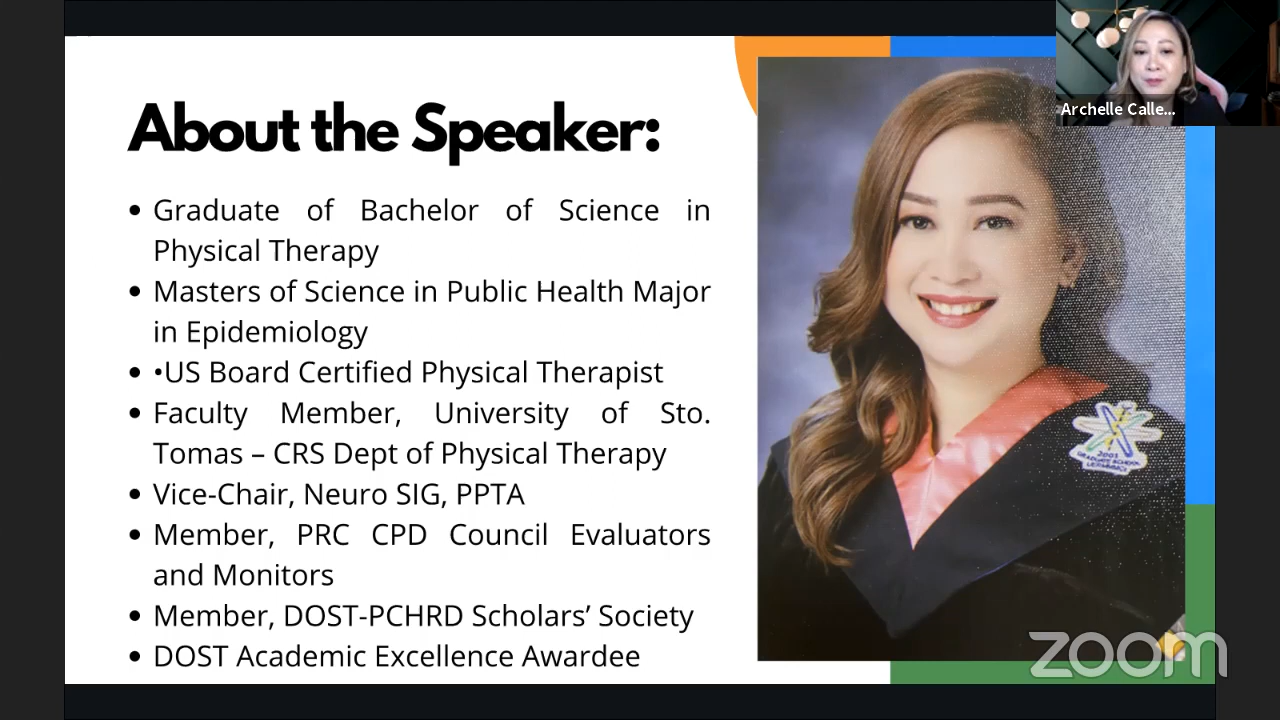 Archelle Calle...
About the Speaker:
• Graduate of Bachelor of Science in
Physical Therapy
• Masters of Science in Public Health Major
in Epidemiology
• •US Board Certified Physical Therapist
• Faculty Member, University of Sto.
Tomas – CRS Dept of Physical Therapy
• Vice-Chair, Neuro SIG, PPTA
• Member, PRC CPD Council Evaluators
and Monitors
• Member, DOST-PCHRD Scholars’ Society
• DOST Academic Excellence Awardee
2003
GRADUATE SCHOOL
zoom